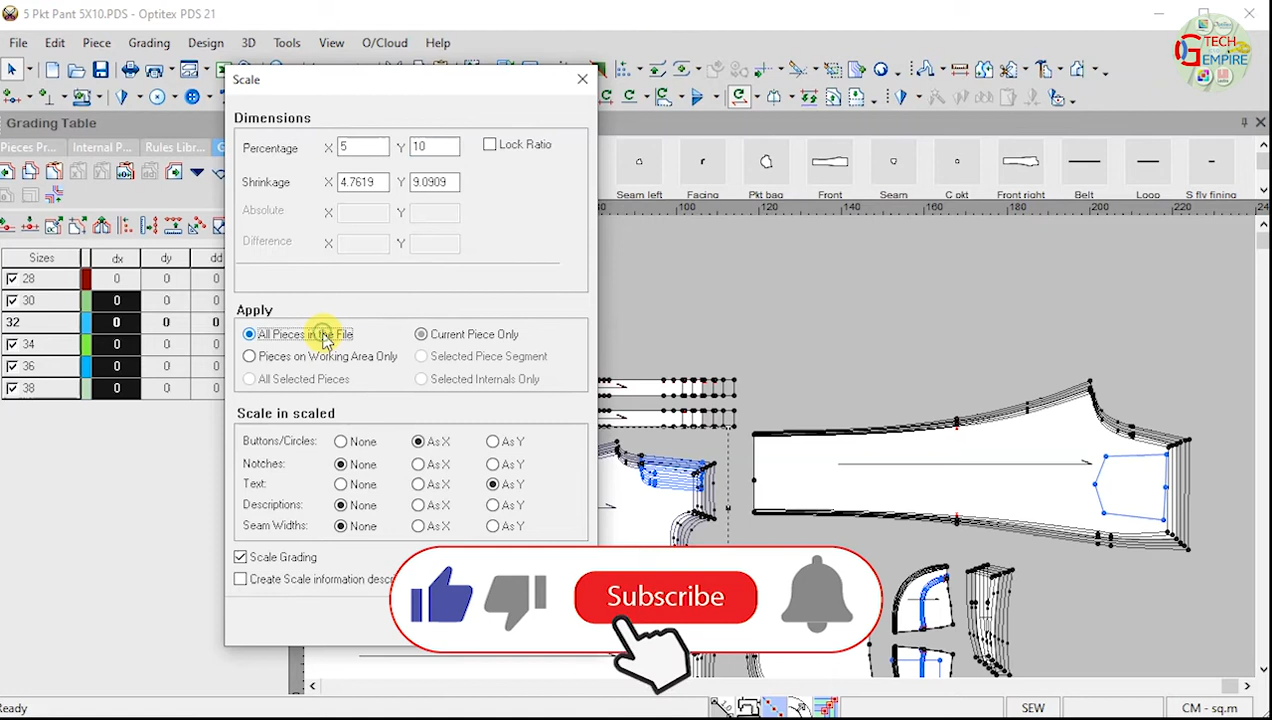 5 Pkt Pant 5X10.PDS - Optitex PDS 21
TECH EMPIRE
File Edit Piece Grading Design 3D Tools View O/Cloud Help
Scale
Grading Table
Dimensions
Pieces Pr... Internal P... Rules Libr...
Percentage X 5 Y 10 Lock Ratio
Shrinkage X 4.7619 Y 9.0909
Absolute X Y
Difference X Y
Seam left Facing Pkt bag Front Seam C pkt Front right Belt Loop S fly fining
80 100 120 140 160 180 200 220 24
Sizes dx dy dd
28 0 0 0
30 0 0 0
32 0 0 0
34 0 0 0
36 0 0 0
38 0 0 0
Apply
All Pieces in the File Current Piece Only
Pieces on Working Area Only Selected Piece Segment
All Selected Pieces Selected Internals Only
Scale in scaled
Buttons/Circles: None As X As Y
Notches: None As X As Y
Text: None As X As Y
Descriptions: None As X As Y
Seam Widths: None As X As Y
Scale Grading
Create Scale information descr
Subscribe
Ready SEW CM - sq.m